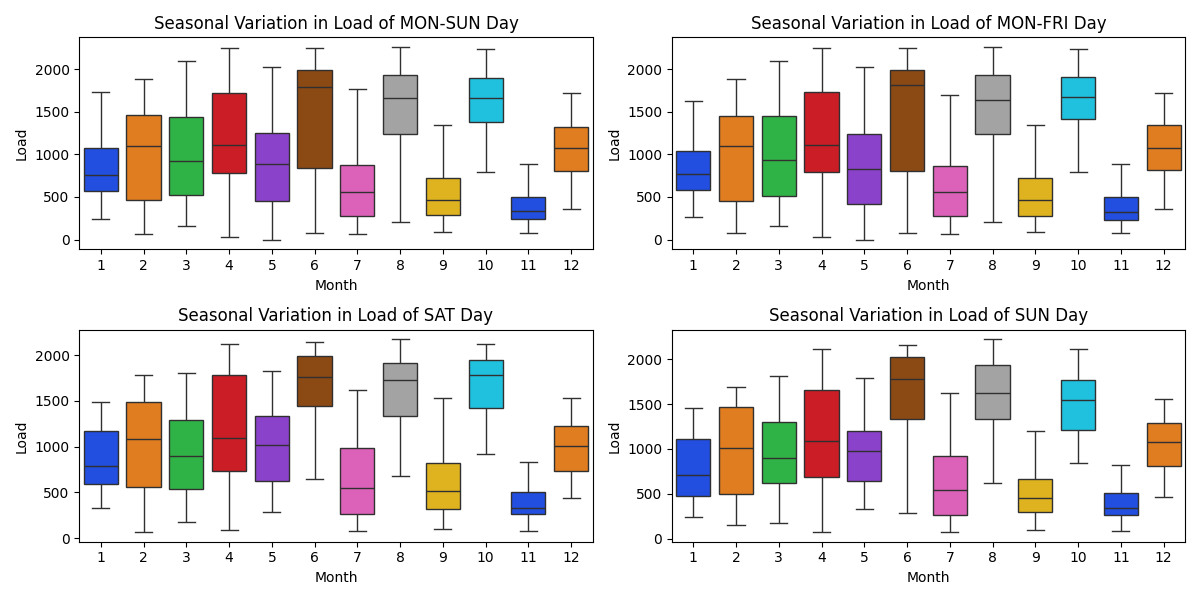 Seasonal Variation in Load of MON-SUN Day
Load
2000
1500
1000
500
0
1 2 3 4 5 6 7 8 9 10 11 12
Month
Seasonal Variation in Load of MON-FRI Day
Load
2000
1500
1000
500
0
1 2 3 4 5 6 7 8 9 10 11 12
Month
Seasonal Variation in Load of SAT Day
Load
2000
1500
1000
500
0
1 2 3 4 5 6 7 8 9 10 11 12
Month
Seasonal Variation in Load of SUN Day
Load
2000
1500
1000
500
0
1 2 3 4 5 6 7 8 9 10 11 12
Month